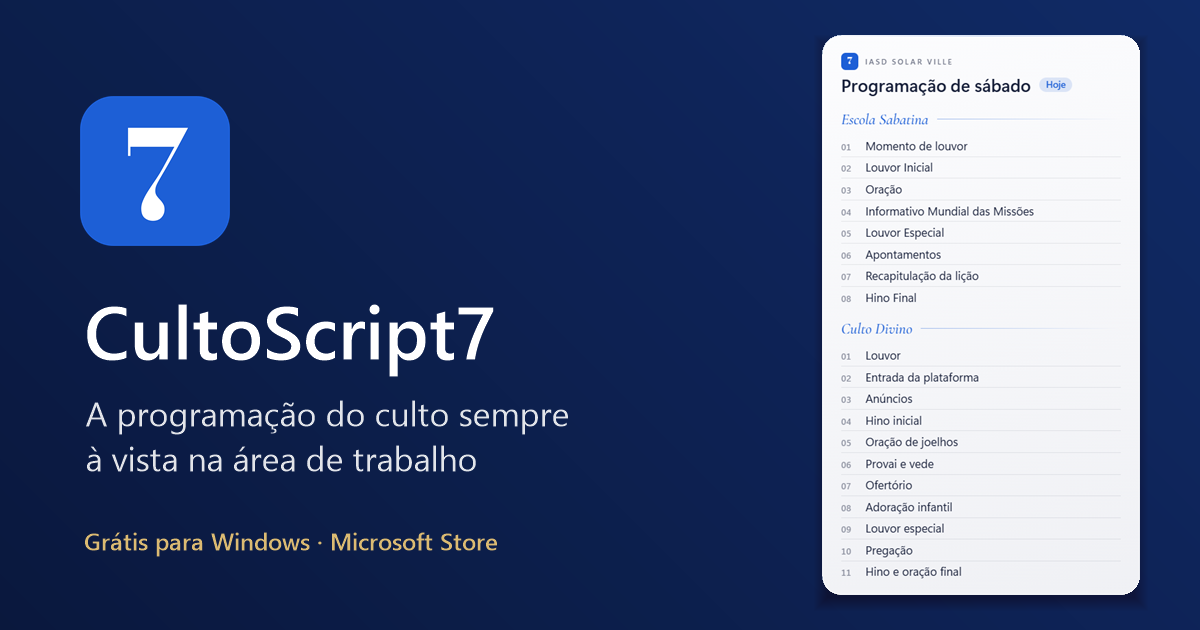 7
CultoScript7
A programação do culto sempre
à vista na área de trabalho
Grátis para Windows · Microsoft Store
7 IASD SOLAR VILLE
Programação de sábado Hoje
Escola Sabatina
01 Momento de louvor
02 Louvor Inicial
03 Oração
04 Informativo Mundial das Missões
05 Louvor Especial
06 Apontamentos
07 Recapitulação da lição
08 Hino Final
Culto Divino
01 Louvor
02 Entrada da plataforma
03 Anúncios
04 Hino inicial
05 Oração de joelhos
06 Provai e vede
07 Ofertório
08 Adoração infantil
09 Louvor especial
10 Pregação
11 Hino e oração final